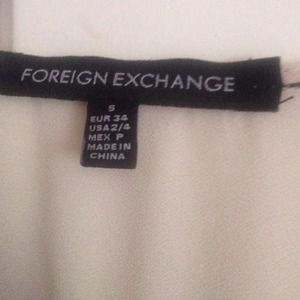 FOREIGN EXCHANGE
S
EUR 34
USA 2/4
MEX P
MADE IN
CHINA